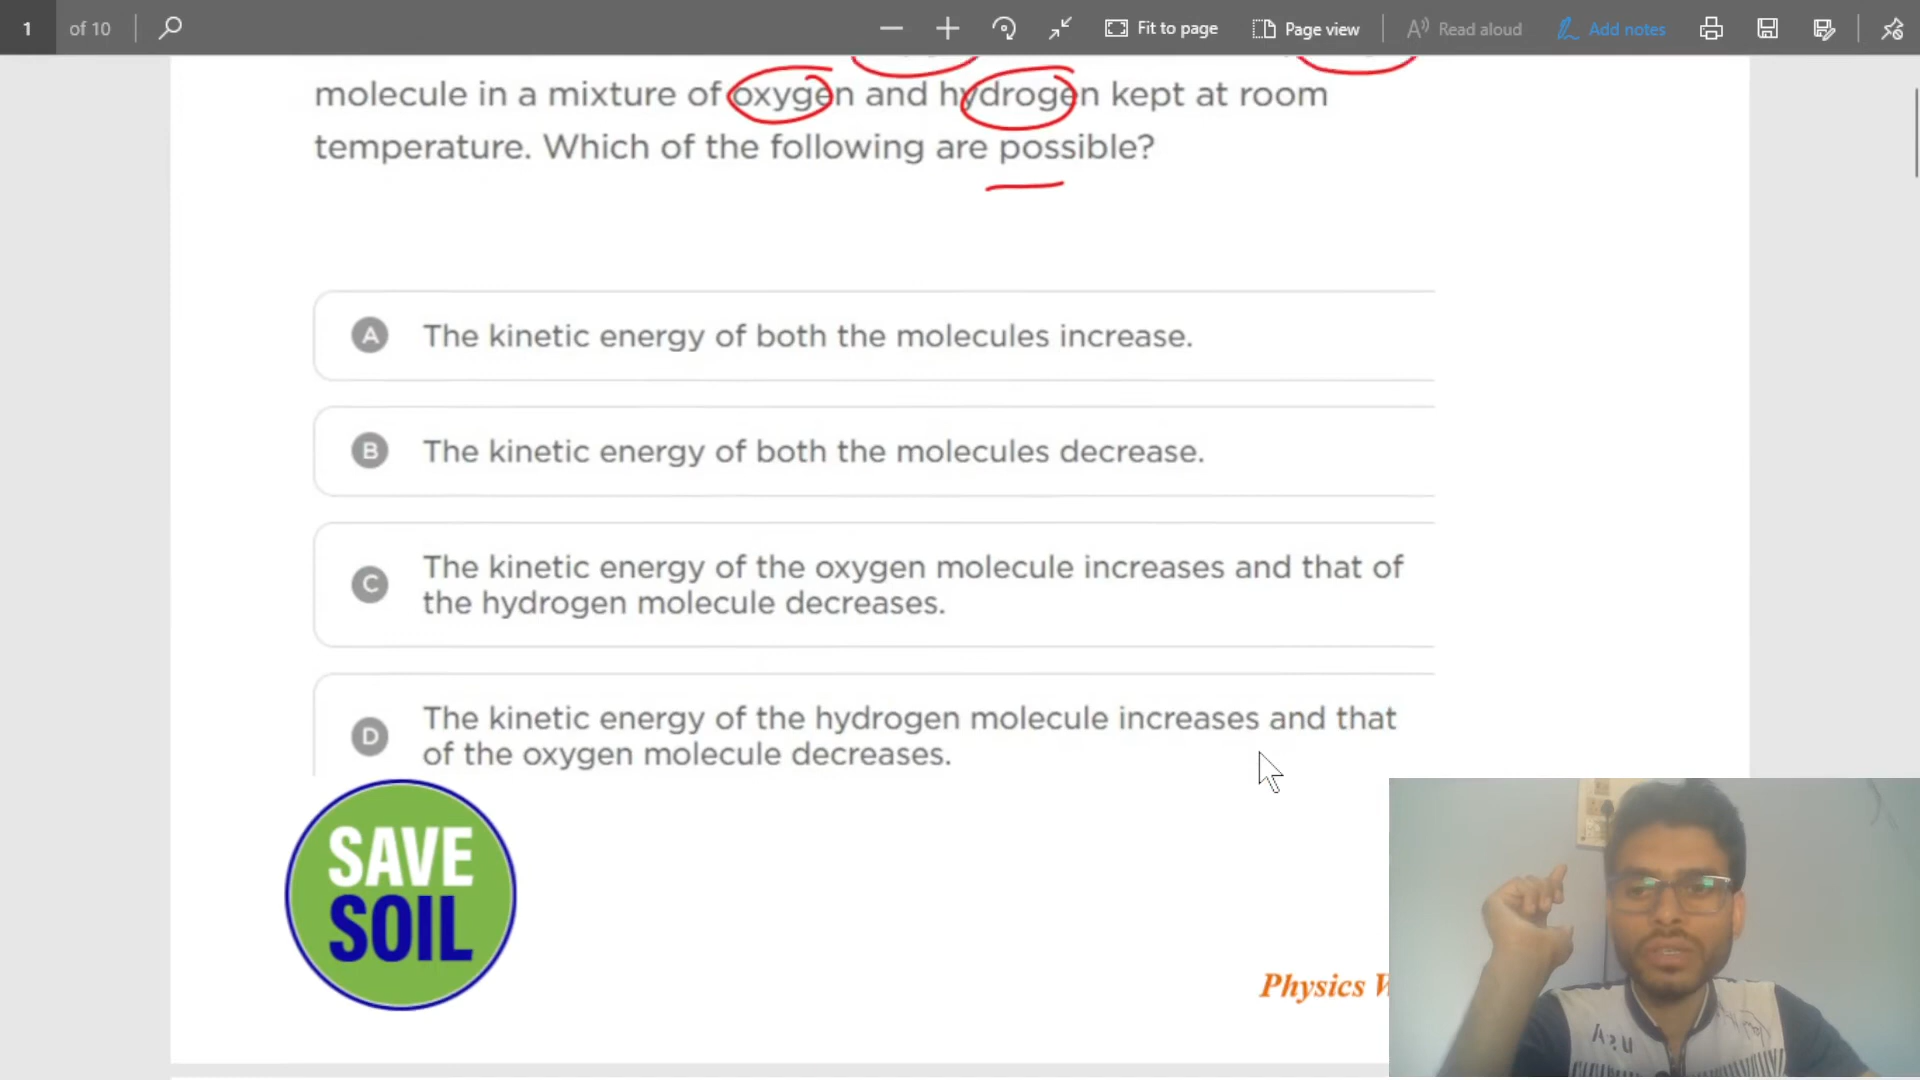 1 of 10 Fit to page Page view Read aloud Add notes
molecule in a mixture of oxygen and hydrogen kept at room
temperature. Which of the following are possible?
A The kinetic energy of both the molecules increase.
B The kinetic energy of both the molecules decrease.
C The kinetic energy of the oxygen molecule increases and that of
the hydrogen molecule decreases.
D The kinetic energy of the hydrogen molecule increases and that
of the oxygen molecule decreases.
SAVE
SOIL
Physics